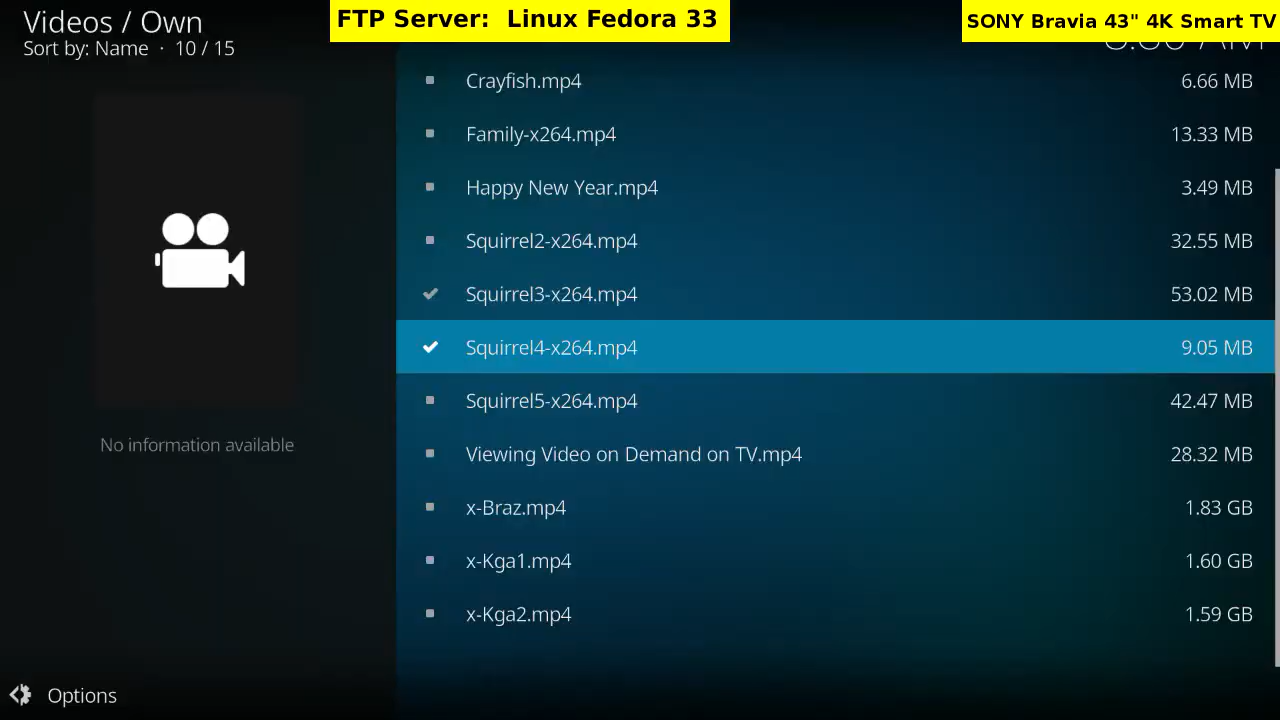 Videos / Own
Sort by: Name · 10 / 15
FTP Server: Linux Fedora 33
SONY Bravia 43" 4K Smart TV
Crayfish.mp4 6.66 MB
Family-x264.mp4 13.33 MB
Happy New Year.mp4 3.49 MB
Squirrel2-x264.mp4 32.55 MB
Squirrel3-x264.mp4 53.02 MB
Squirrel4-x264.mp4 9.05 MB
Squirrel5-x264.mp4 42.47 MB
Viewing Video on Demand on TV.mp4 28.32 MB
x-Braz.mp4 1.83 GB
x-Kga1.mp4 1.60 GB
x-Kga2.mp4 1.59 GB
No information available
Options